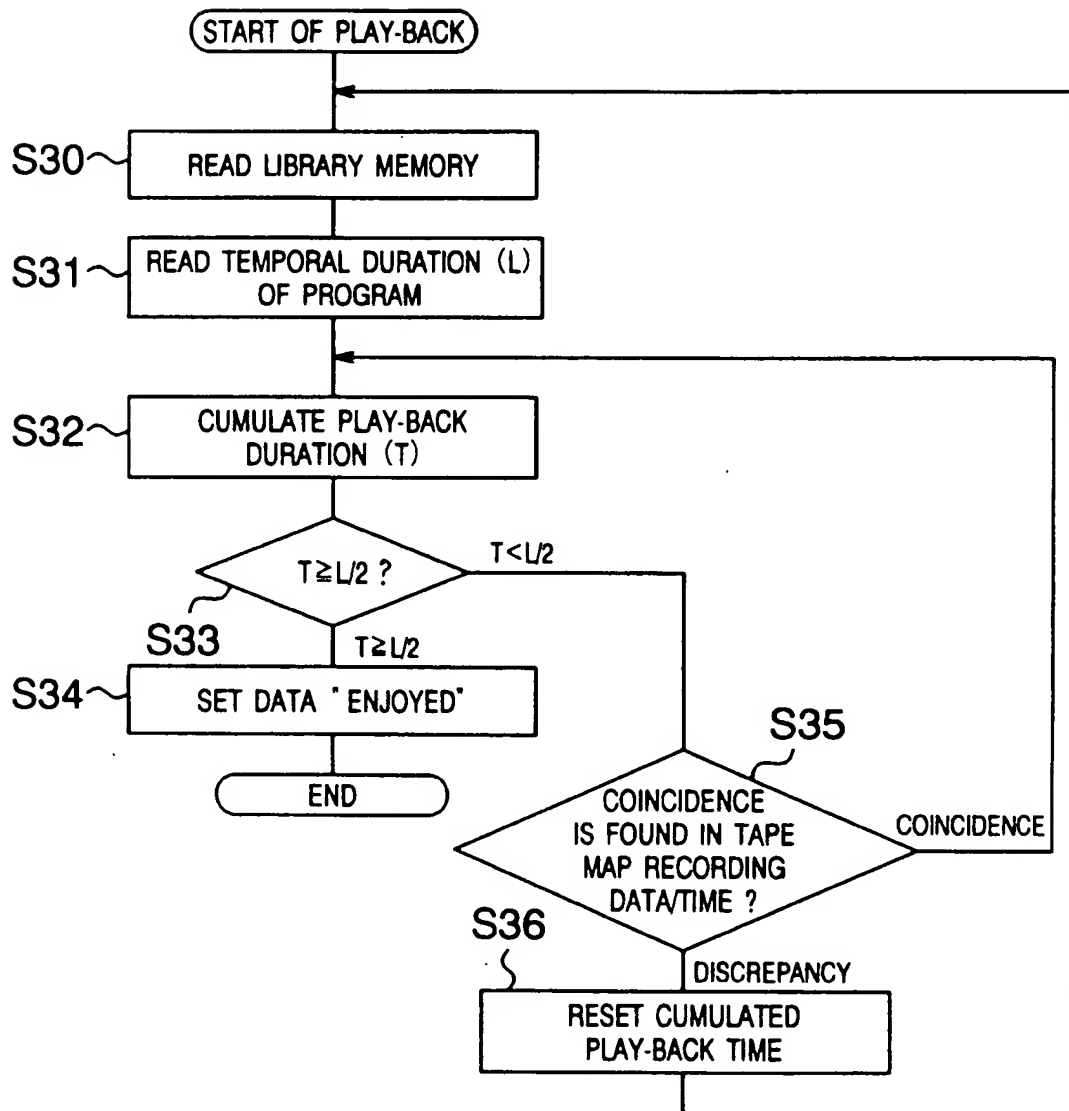 START OF PLAY-BACK
S30
READ LIBRARY MEMORY
S31
READ TEMPORAL DURATION (L)
OF PROGRAM
S32
CUMULATE PLAY-BACK
DURATION (T)
T≧L/2 ?
T<L/2
S33
T≧L/2
S34
SET DATA "ENJOYED"
END
S35
COINCIDENCE
IS FOUND IN TAPE
MAP RECORDING
DATA/TIME ?
COINCIDENCE
S36
DISCREPANCY
RESET CUMULATED
PLAY-BACK TIME